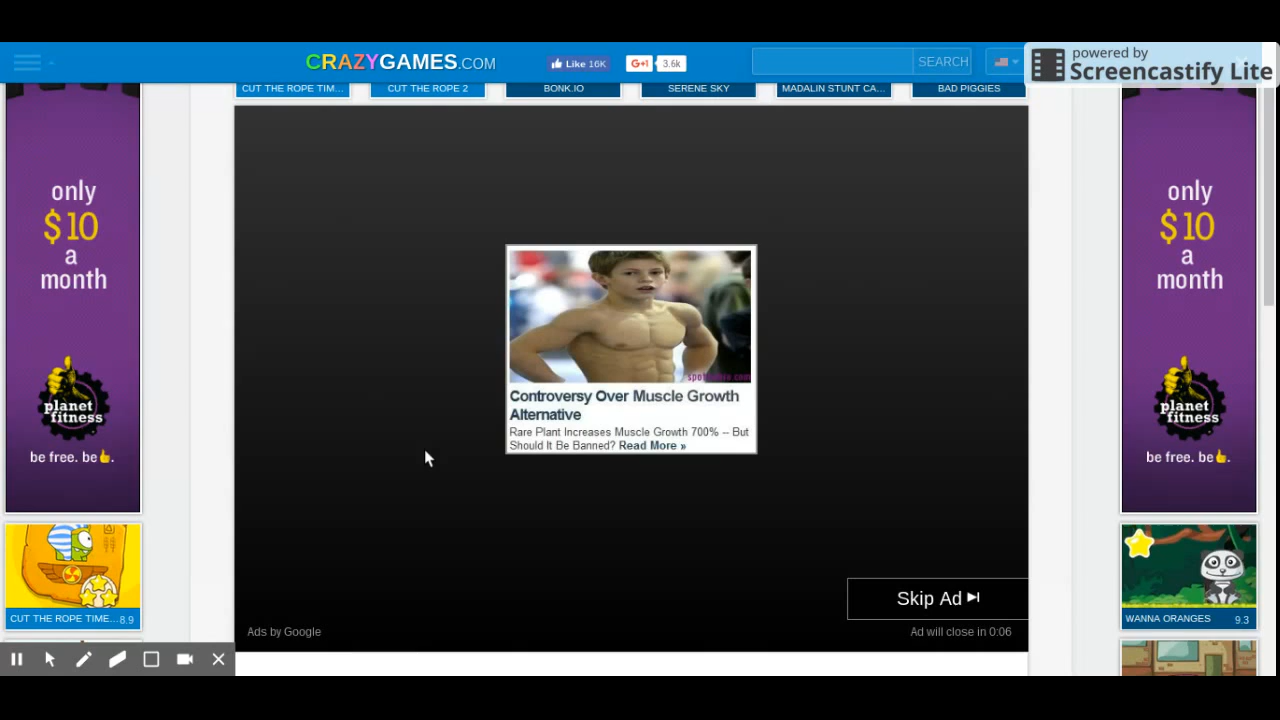 CRAZYGAMES.COM
Like 16K
G+1 3.6k
SEARCH
powered by
Screencastify Lite
CUT THE ROPE TIM...
CUT THE ROPE 2
BONK.IO
SERENE SKY
MADALIN STUNT CA...
BAD PIGGIES
only
$10
a
month
planet
fitness
be free. be
Controversy Over Muscle Growth
Alternative
Rare Plant Increases Muscle Growth 700% -- But
Should It Be Banned? Read More »
Skip Ad
Ads by Google
Ad will close in 0:06
only
$10
a
month
planet
fitness
be free. be
CUT THE ROPE TIME... 8.9
WANNA ORANGES 9.3